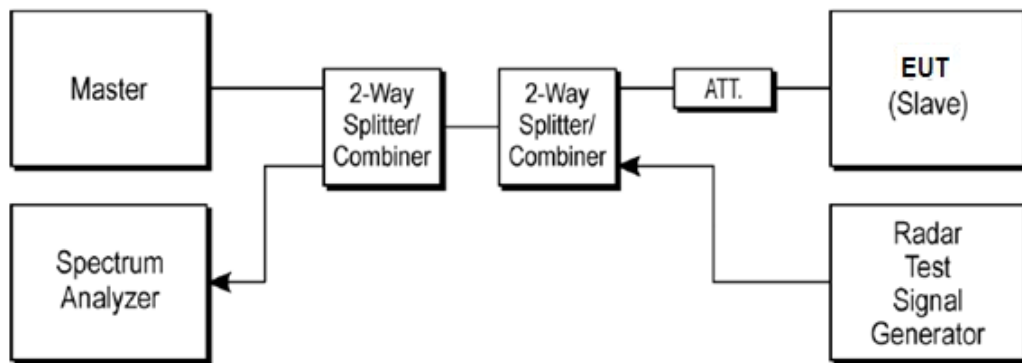 Master
2-Way
Splitter/
Combiner
2-Way
Splitter/
Combiner
ATT.
EUT
(Slave)
Spectrum
Analyzer
Radar
Test
Signal
Generator